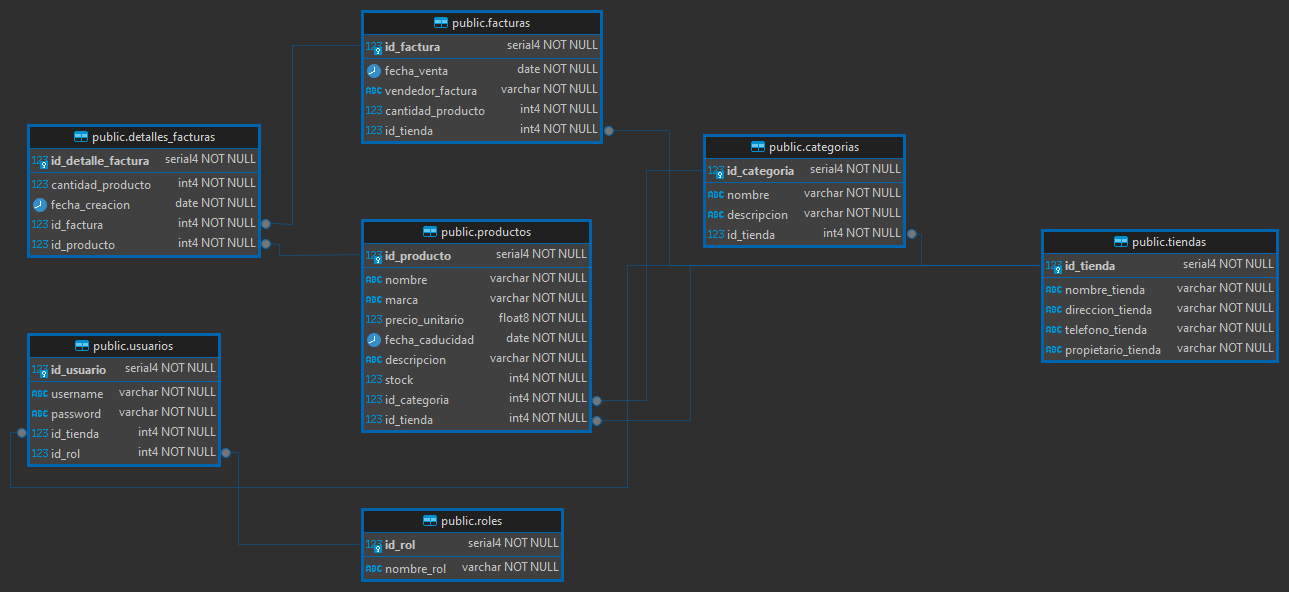 public.facturas
123 id_factura serial4 NOT NULL
fecha_venta date NOT NULL
ABC vendedor_factura varchar NOT NULL
123 cantidad_producto int4 NOT NULL
123 id_tienda int4 NOT NULL
public.detalles_facturas
123 id_detalle_factura serial4 NOT NULL
123 cantidad_producto int4 NOT NULL
fecha_creacion date NOT NULL
123 id_factura int4 NOT NULL
123 id_producto int4 NOT NULL
public.categorias
123 id_categoria serial4 NOT NULL
ABC nombre varchar NOT NULL
ABC descripcion varchar NOT NULL
123 id_tienda int4 NOT NULL
public.productos
123 id_producto serial4 NOT NULL
ABC nombre varchar NOT NULL
ABC marca varchar NOT NULL
123 precio_unitario float8 NOT NULL
fecha_caducidad date NOT NULL
ABC descripcion varchar NOT NULL
123 stock int4 NOT NULL
123 id_categoria int4 NOT NULL
123 id_tienda int4 NOT NULL
public.tiendas
123 id_tienda serial4 NOT NULL
ABC nombre_tienda varchar NOT NULL
ABC direccion_tienda varchar NOT NULL
ABC telefono_tienda varchar NOT NULL
ABC propietario_tienda varchar NOT NULL
public.usuarios
123 id_usuario serial4 NOT NULL
ABC username varchar NOT NULL
ABC password varchar NOT NULL
123 id_tienda int4 NOT NULL
123 id_rol int4 NOT NULL
public.roles
123 id_rol serial4 NOT NULL
ABC nombre_rol varchar NOT NULL